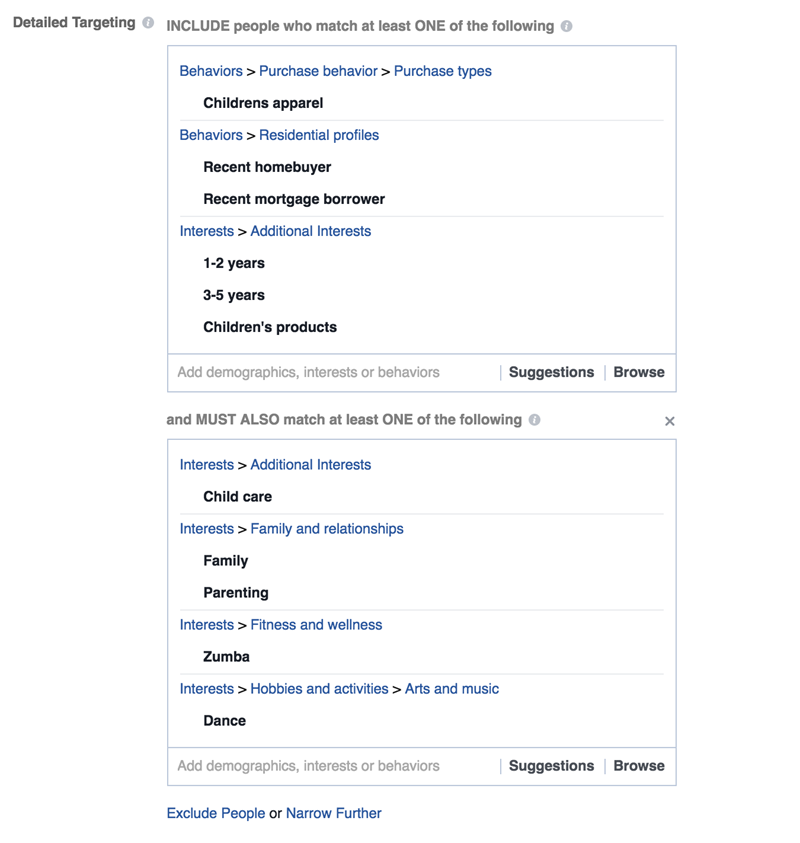 Detailed Targeting
INCLUDE people who match at least ONE of the following
Behaviors > Purchase behavior > Purchase types
Childrens apparel
Behaviors > Residential profiles
Recent homebuyer
Recent mortgage borrower
Interests > Additional Interests
1-2 years
3-5 years
Children's products
Add demographics, interests or behaviors | Suggestions | Browse
and MUST ALSO match at least ONE of the following
Interests > Additional Interests
Child care
Interests > Family and relationships
Family
Parenting
Interests > Fitness and wellness
Zumba
Interests > Hobbies and activities > Arts and music
Dance
Add demographics, interests or behaviors | Suggestions | Browse
Exclude People or Narrow Further